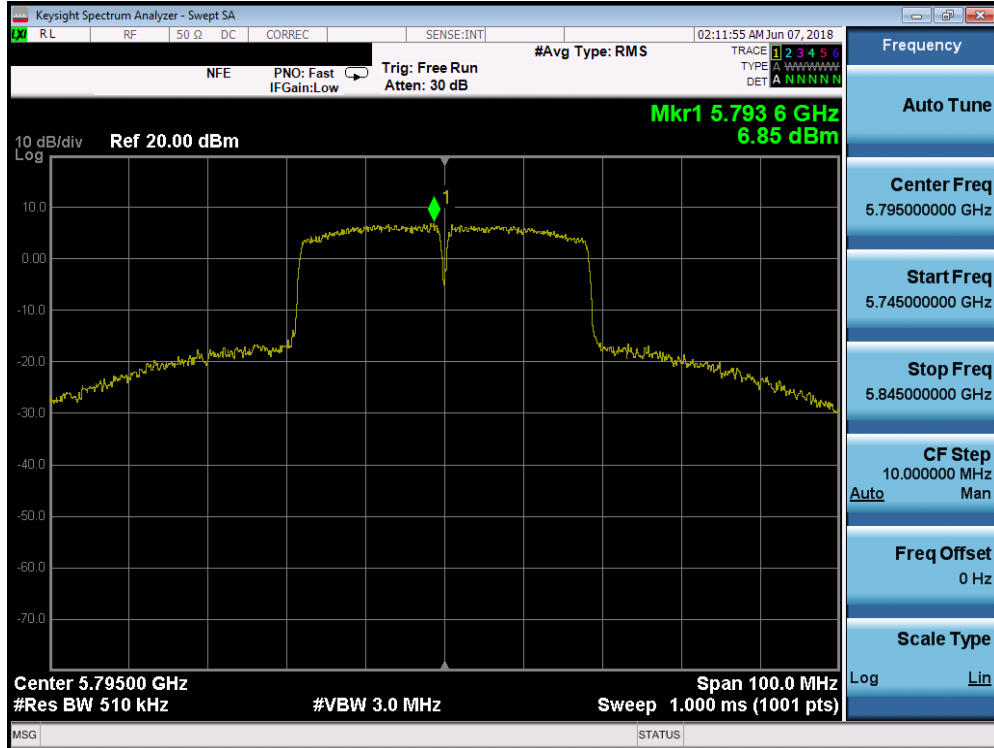 Keysight Spectrum Analyzer - Swept SA
LXI RL RF 50 Ω DC CORREC SENSE:INT 02:11:55 AM Jun 07, 2018
#Avg Type: RMS
TRACE 1 2 3 4 5 6
TYPE A WWWWW
DET A N N N N N
NFE PNO: Fast Trig: Free Run
IFGain:Low Atten: 30 dB
Mkr1 5.793 6 GHz
6.85 dBm
10 dB/div Ref 20.00 dBm
Log
1
10.0
0.00
-10.0
-20.0
-30.0
-40.0
-50.0
-60.0
-70.0
Center 5.79500 GHz Span 100.0 MHz
#Res BW 510 kHz #VBW 3.0 MHz Sweep 1.000 ms (1001 pts)
MSG STATUS
Frequency
Auto Tune
Center Freq
5.795000000 GHz
Start Freq
5.745000000 GHz
Stop Freq
5.845000000 GHz
CF Step
10.000000 MHz
Auto Man
Freq Offset
0 Hz
Scale Type
Log Lin